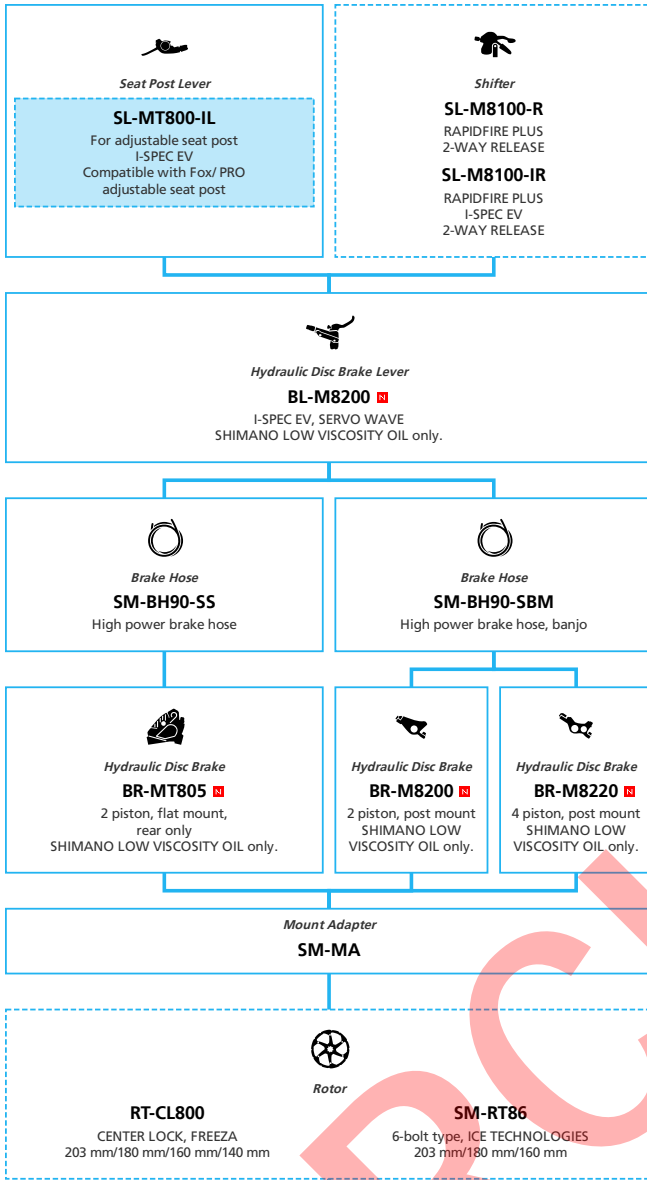 Seat Post Lever
SL-MT800-IL
For adjustable seat post
I-SPEC EV
Compatible with Fox/ PRO
adjustable seat post
Shifter
SL-M8100-R
RAPIDFIRE PLUS
2-WAY RELEASE
SL-M8100-IR
RAPIDFIRE PLUS
I-SPEC EV
2-WAY RELEASE
Hydraulic Disc Brake Lever
BL-M8200 N
I-SPEC EV, SERVO WAVE
SHIMANO LOW VISCOSITY OIL only.
Brake Hose
SM-BH90-SS
High power brake hose
Brake Hose
SM-BH90-SBM
High power brake hose, banjo
Hydraulic Disc Brake
BR-MT805 N
2 piston, flat mount,
rear only
SHIMANO LOW VISCOSITY OIL only.
Hydraulic Disc Brake
BR-M8200 N
2 piston, post mount
SHIMANO LOW
VISCOSITY OIL only.
Hydraulic Disc Brake
BR-M8220 N
4 piston, post mount
SHIMANO LOW
VISCOSITY OIL only.
Mount Adapter
SM-MA
Rotor
RT-CL800
CENTER LOCK, FREEZA
203 mm/180 mm/160 mm/140 mm
SM-RT86
6-bolt type, ICE TECHNOLOGIES
203 mm/180 mm/160 mm